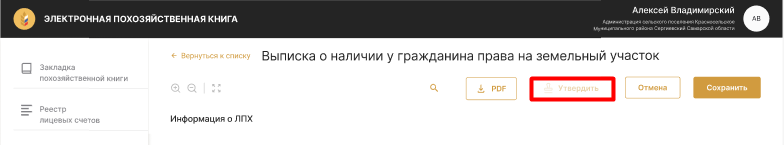 ЭЛЕКТРОННАЯ ПОХОЗЯЙСТВЕННАЯ КНИГА
Алексей Владимирский
Администрация сельского поселения Красносельское
Муниципального района Сергиевский Самарской области
АВ
← Вернуться к списку
Выписка о наличии у гражданина права на земельный участок
Закладка
похозяйственной книги
Реестр
лицевых счетов
PDF
Утвердить
Отмена
Сохранить
Информация о ЛПХ